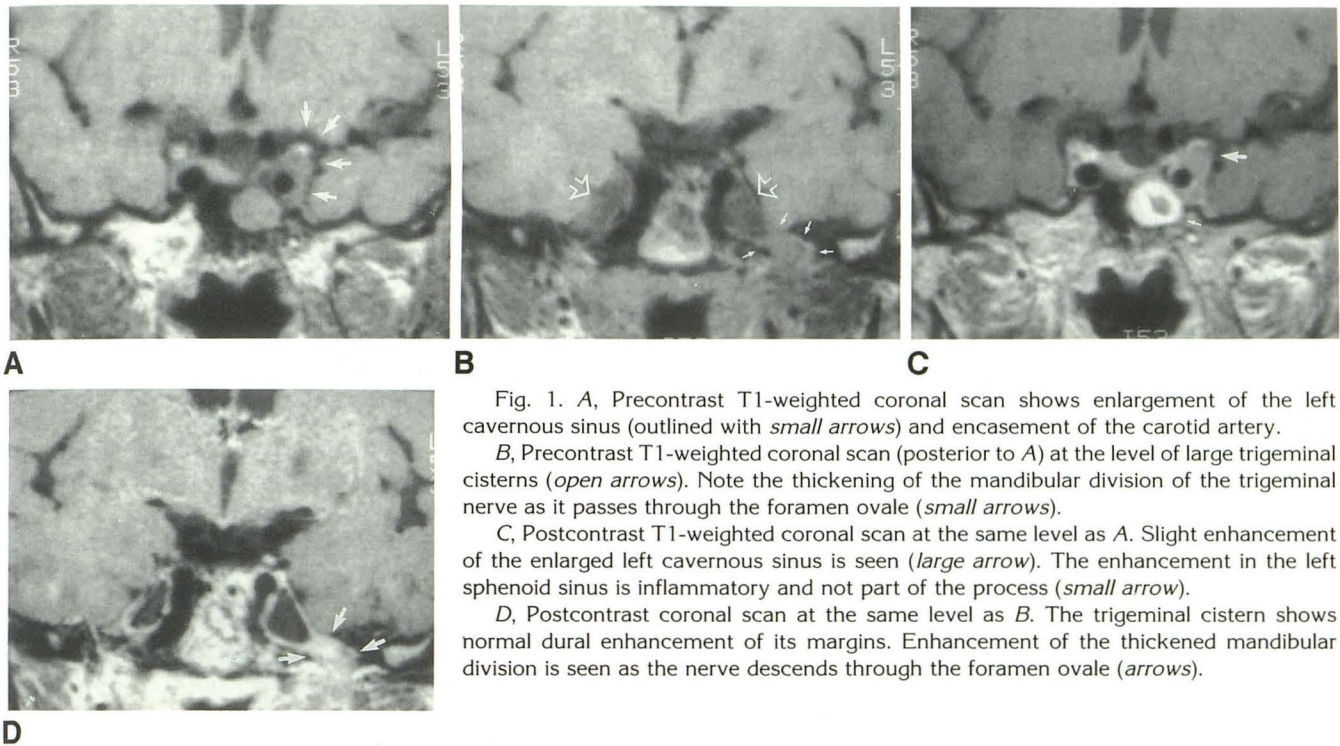 A
B
C
D
Fig. 1. A, Precontrast T1-weighted coronal scan shows enlargement of the left
cavernous sinus (outlined with small arrows) and encasement of the carotid artery.
B, Precontrast T1-weighted coronal scan (posterior to A) at the level of large trigeminal
cisterns (open arrows). Note the thickening of the mandibular division of the trigeminal
nerve as it passes through the foramen ovale (small arrows).
C, Postcontrast T1-weighted coronal scan at the same level as A. Slight enhancement
of the enlarged left cavernous sinus is seen (large arrow). The enhancement in the left
sphenoid sinus is inflammatory and not part of the process (small arrow).
D, Postcontrast coronal scan at the same level as B. The trigeminal cistern shows
normal dural enhancement of its margins. Enhancement of the thickened mandibular
division is seen as the nerve descends through the foramen ovale (arrows).